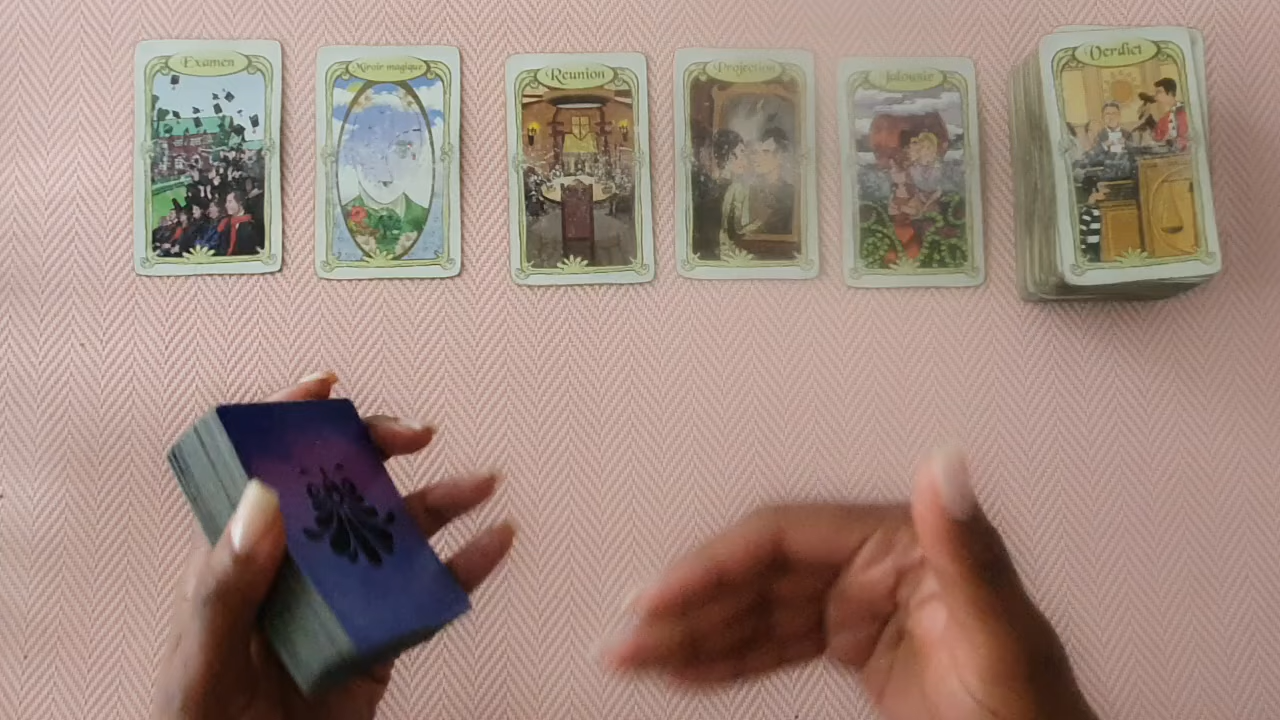 Examen
Miroir magique
Reunion
Projection
Jalousie
Verdict